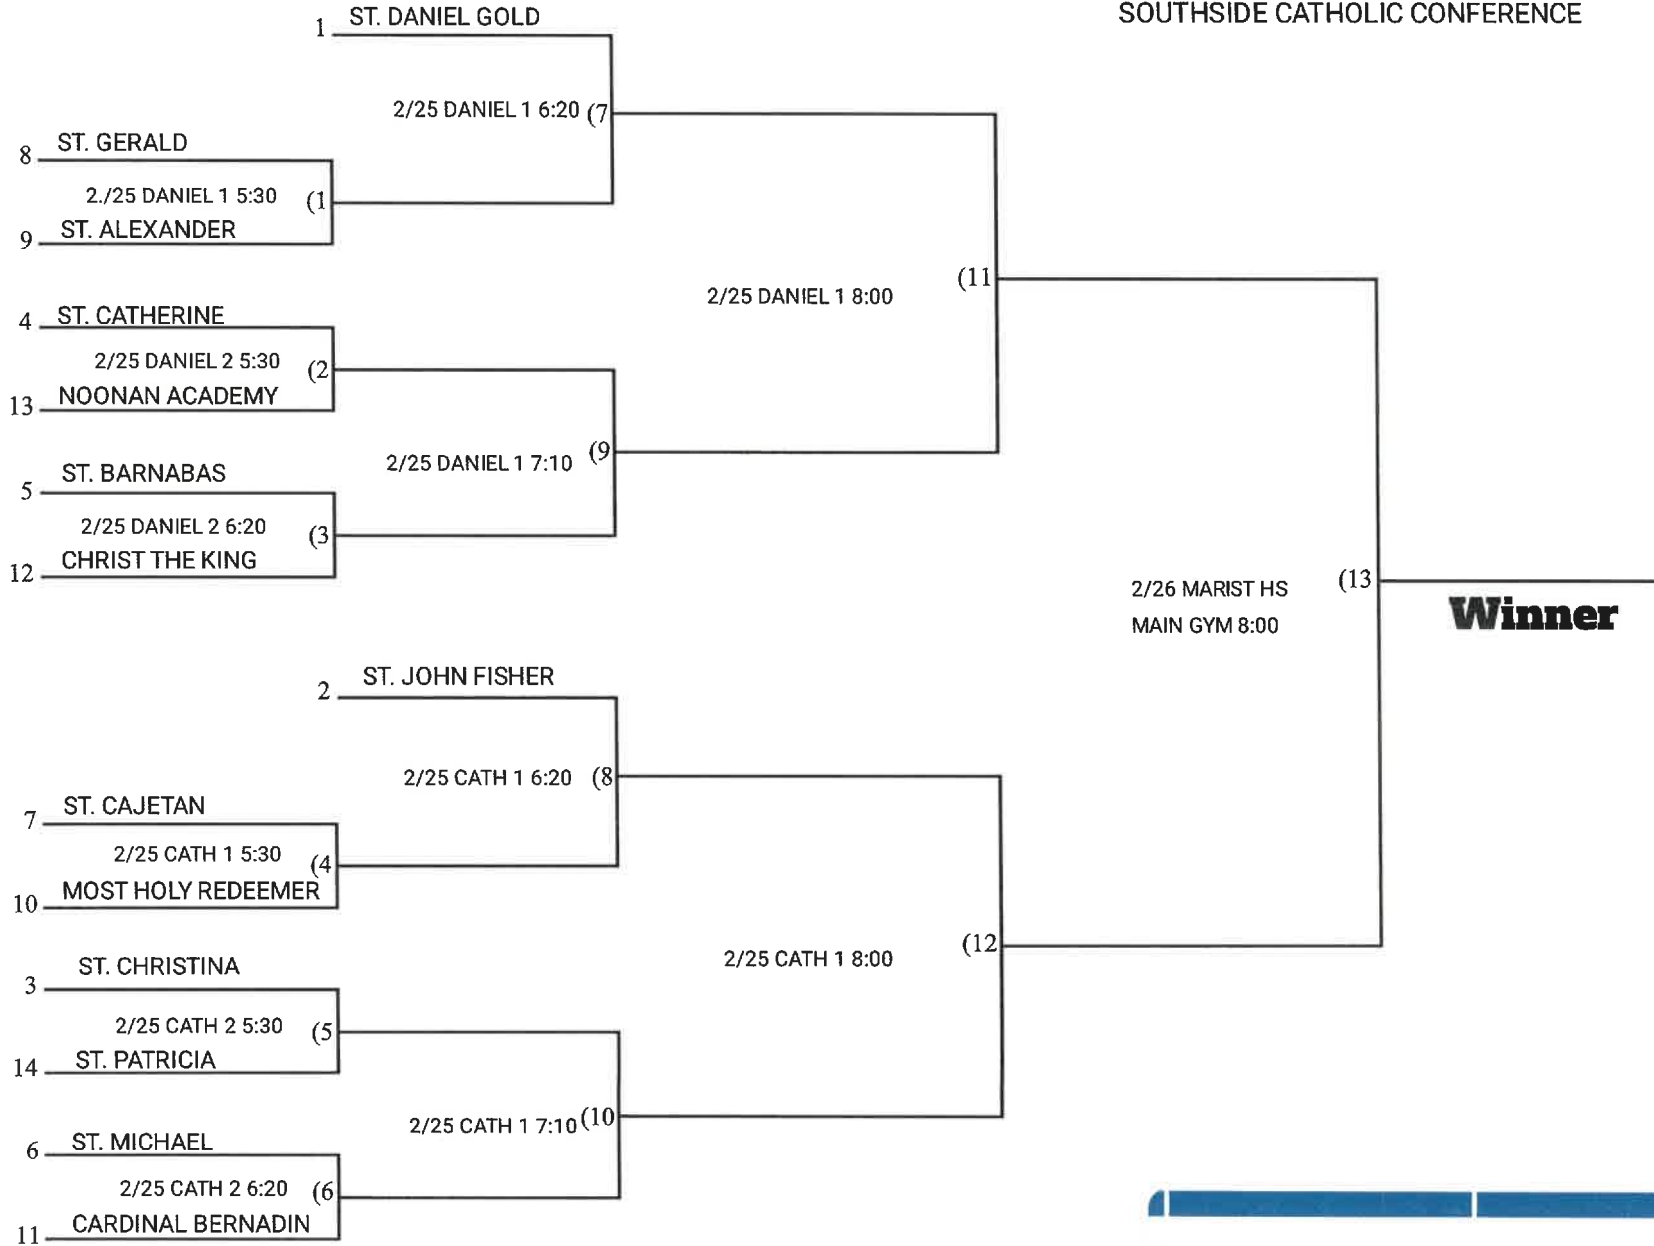 SOUTHSIDE CATHOLIC CONFERENCE
1 ST. DANIEL GOLD
2/25 DANIEL 1 6:20 (7
8 ST. GERALD
2./25 DANIEL 1 5:30 (1
9 ST. ALEXANDER
4 ST. CATHERINE
2/25 DANIEL 2 5:30 (2
13 NOONAN ACADEMY
2/25 DANIEL 1 7:10 (9
5 ST. BARNABAS
2/25 DANIEL 2 6:20 (3
12 CHRIST THE KING
2/25 DANIEL 1 8:00 (11
2/26 MARIST HS
MAIN GYM 8:00
(13
Winner
2 ST. JOHN FISHER
2/25 CATH 1 6:20 (8
7 ST. CAJETAN
2/25 CATH 1 5:30 (4
10 MOST HOLY REDEEMER
2/25 CATH 1 8:00 (12
3 ST. CHRISTINA
2/25 CATH 2 5:30 (5
14 ST. PATRICIA
2/25 CATH 1 7:10 (10
6 ST. MICHAEL
2/25 CATH 2 6:20 (6
11 CARDINAL BERNADIN